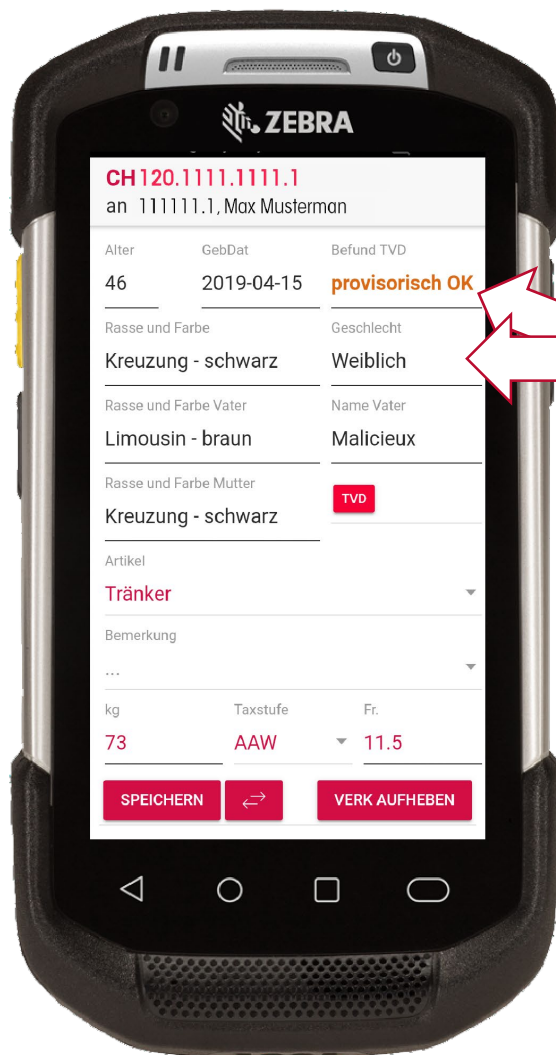 ZEBRA
CH120.1111.1111.1
an 111111.1, Max Musterman
Alter GebDat Befund TVD
46 2019-04-15 provisorisch OK
Rasse und Farbe Geschlecht
Kreuzung - schwarz Weiblich
Rasse und Farbe Vater Name Vater
Limousin - braun Malicieux
Rasse und Farbe Mutter TVD
Kreuzung - schwarz
Artikel
Tränker
Bemerkung
...
kg Taxstufe Fr.
73 AAW 11.5
SPEICHERN VERK AUFHEBEN